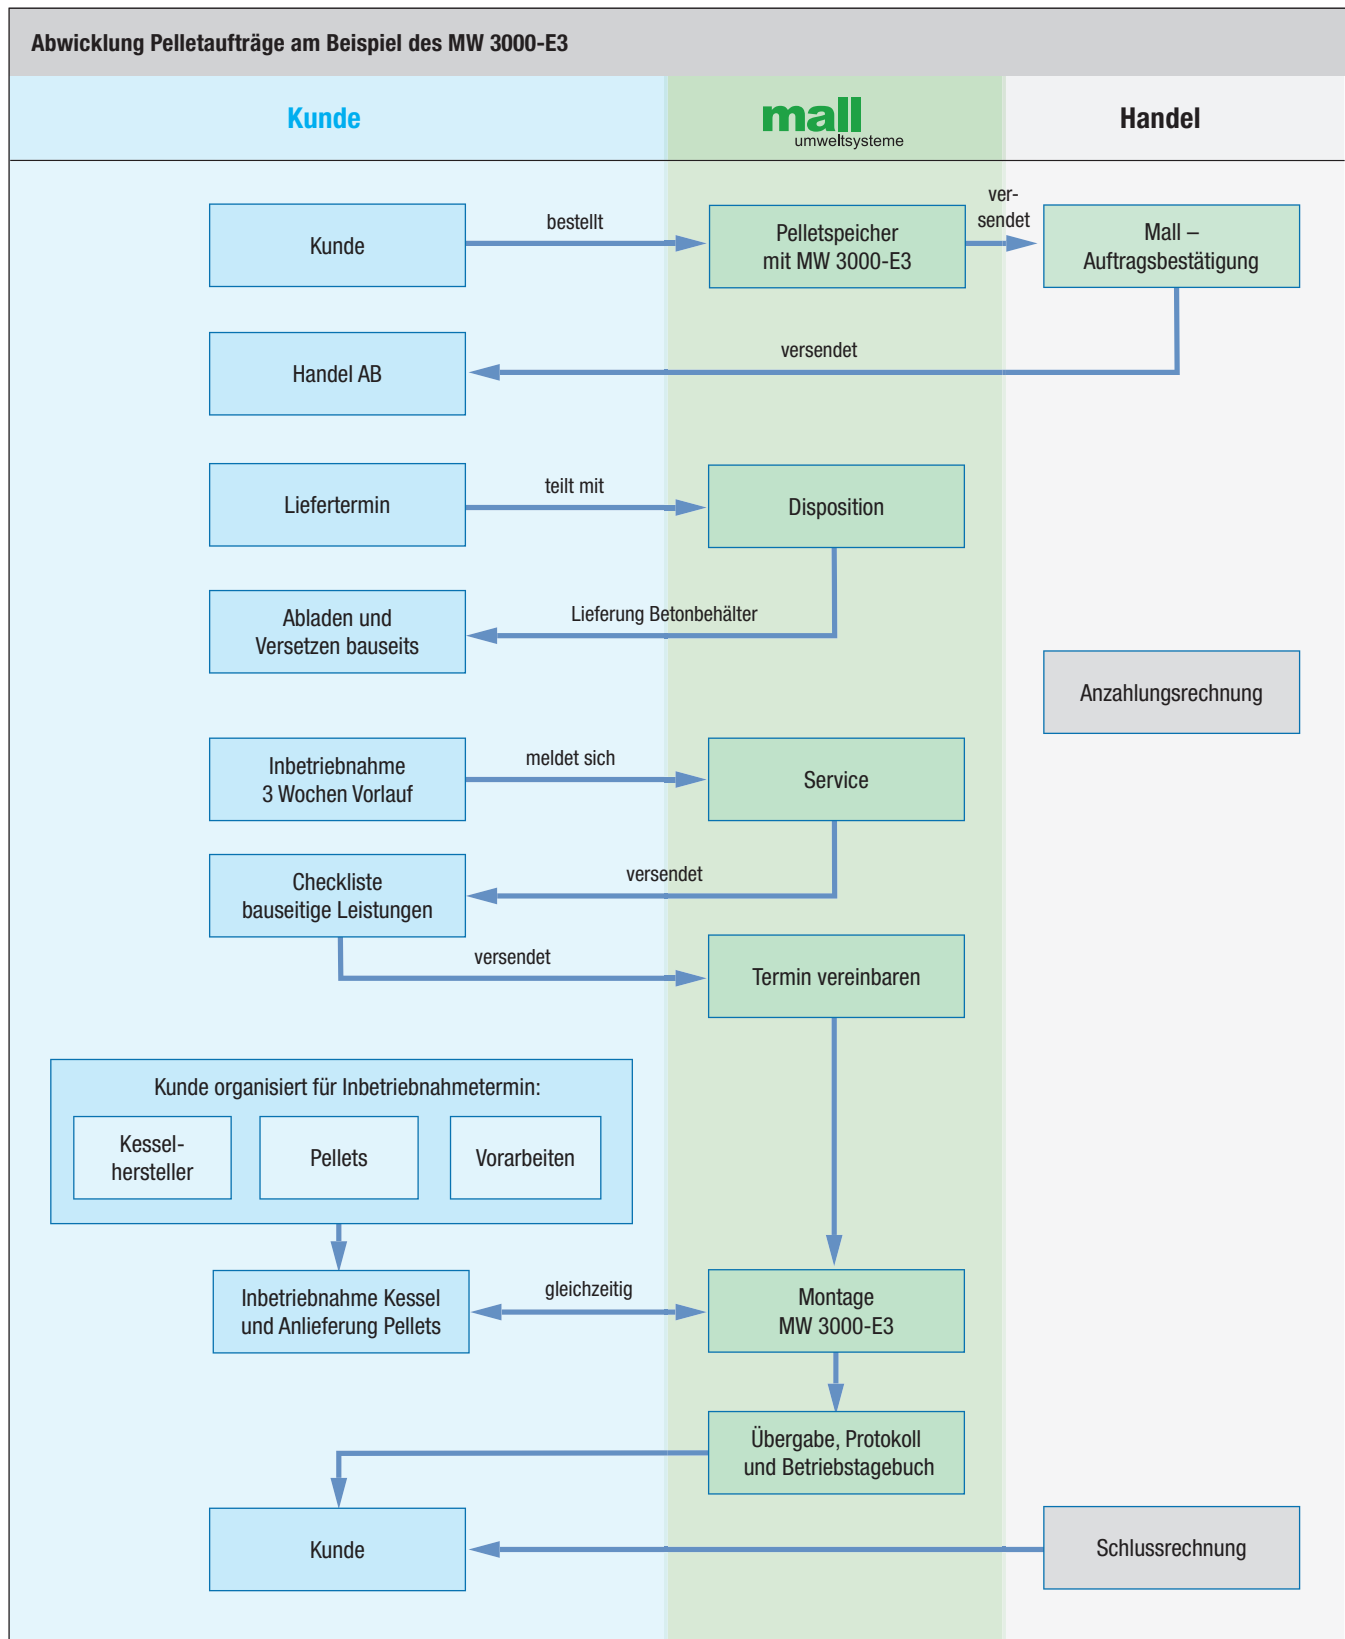 Abwicklung Pelletaufträge am Beispiel des MW 3000-E3
Kunde
mall
umweltsysteme
Handel
Kunde
bestellt
Pelletspeicher
mit MW 3000-E3
ver-
sendet
Mall –
Auftragsbestätigung
Handel AB
versendet
Liefertermin
teilt mit
Disposition
Abladen und
Versetzen bauseits
Lieferung Betonbehälter
Anzahlungsrechnung
Inbetriebnahme
3 Wochen Vorlauf
meldet sich
Service
Checkliste
bauseitige Leistungen
versendet
versendet
Termin vereinbaren
Kunde organisiert für Inbetriebnahmetermin:
Kessel-
hersteller
Pellets
Vorarbeiten
Inbetriebnahme Kessel
und Anlieferung Pellets
gleichzeitig
Montage
MW 3000-E3
Übergabe, Protokoll
und Betriebstagebuch
Kunde
Schlussrechnung